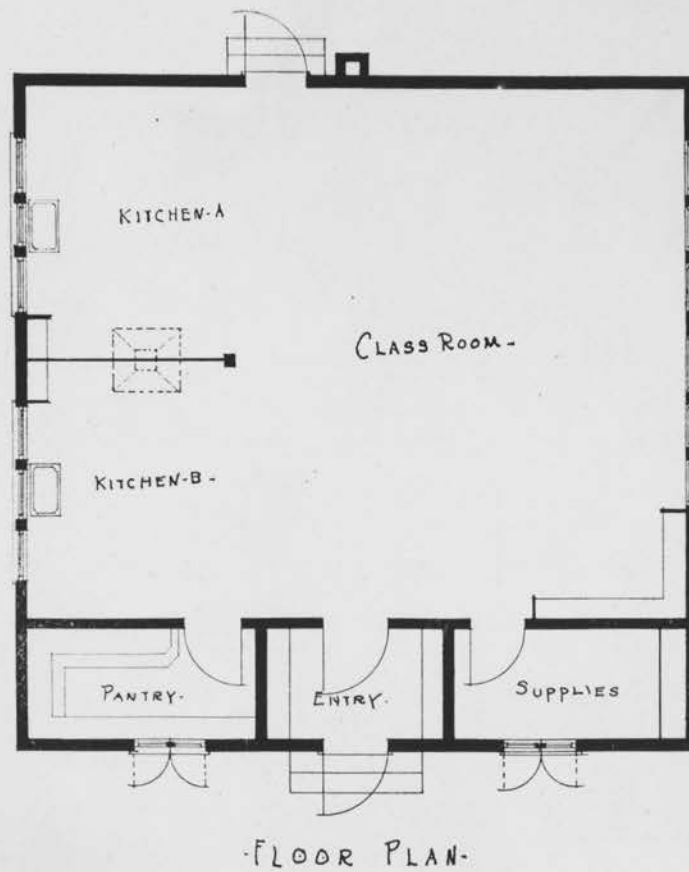 KITCHEN-A
CLASS ROOM-
KITCHEN-B-
PANTRY-
ENTRY-
SUPPLIES
-FLOOR PLAN-